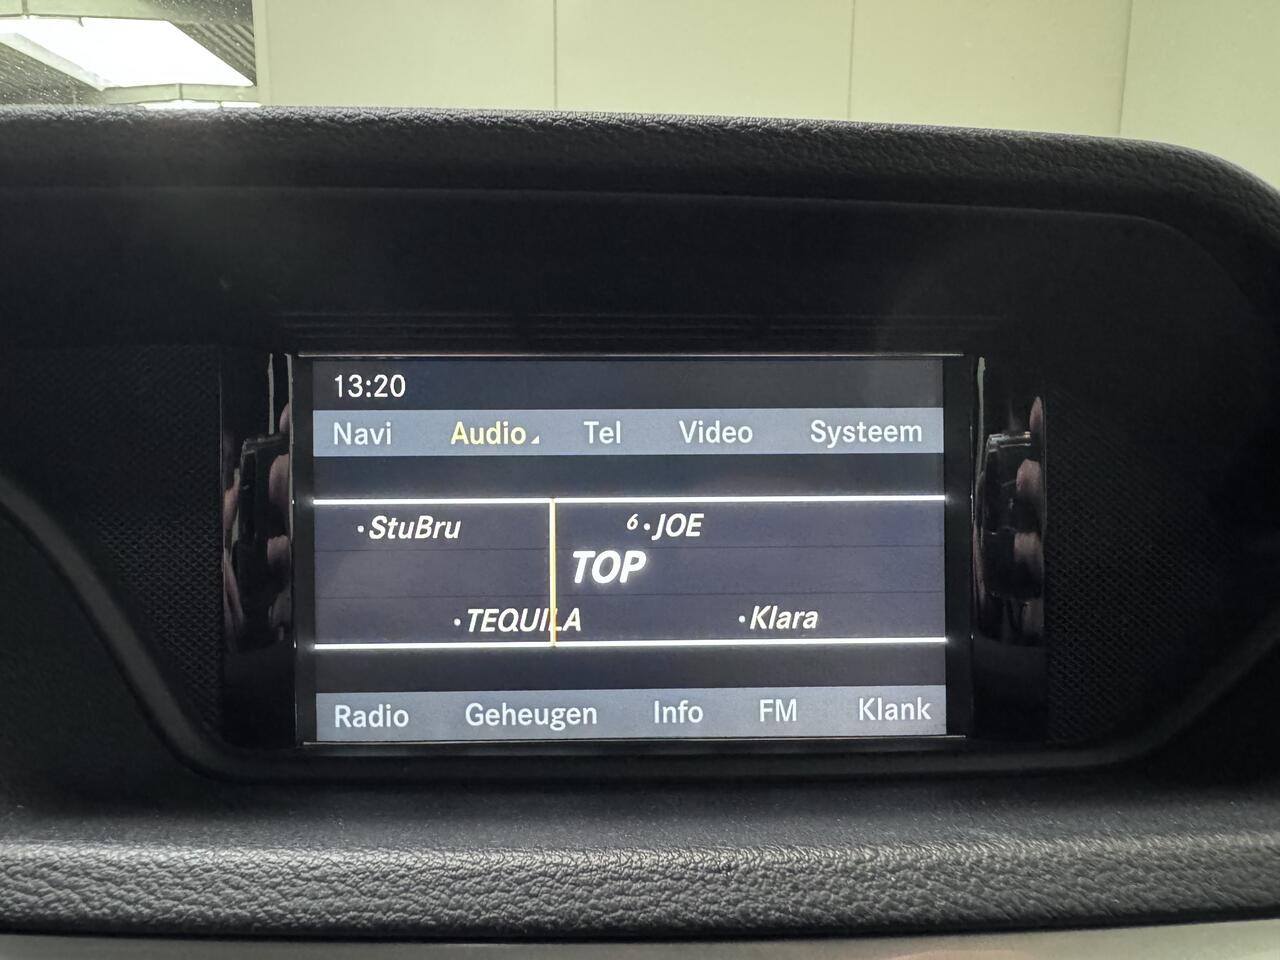 13:20
Navi Audio Tel Video Systeem
•StuBru 6•JOE
TOP
•TEQUILA •Klara
Radio Geheugen Info FM Klank